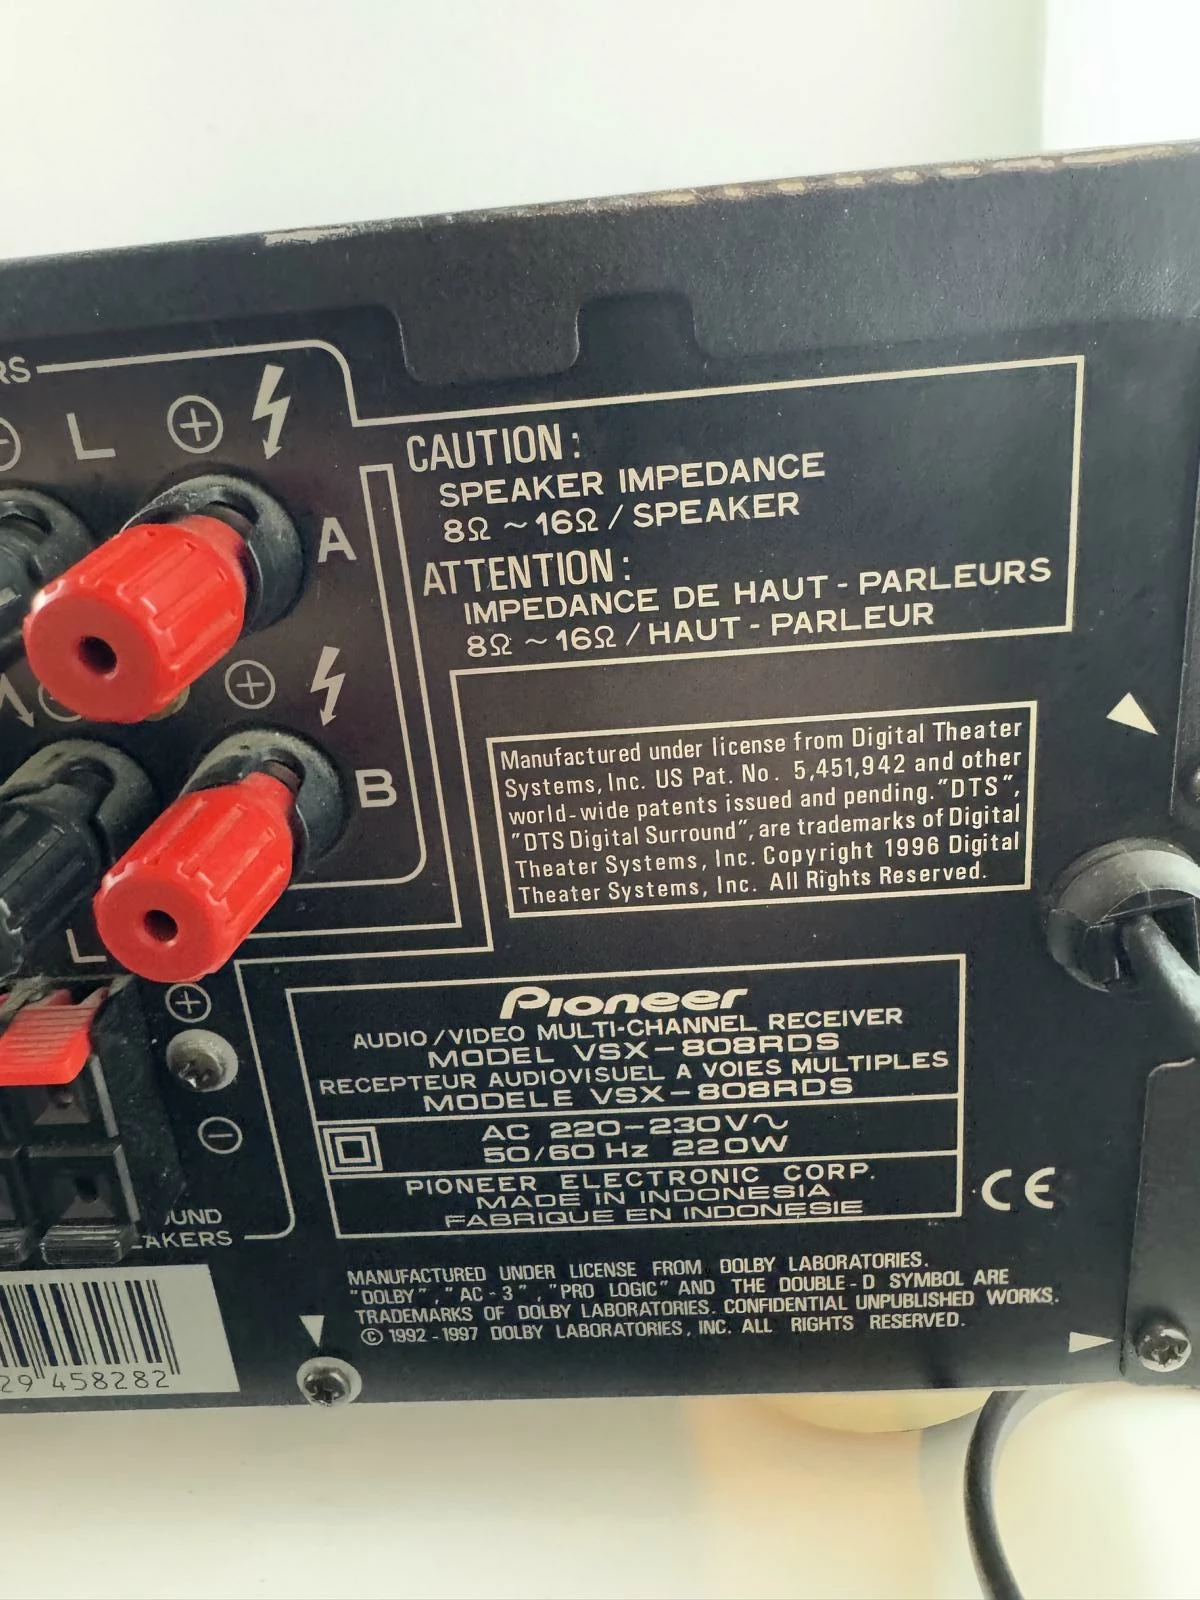 RS
L
A
CAUTION :
SPEAKER IMPEDANCE
8Ω ~ 16Ω / SPEAKER
ATTENTION :
IMPEDANCE DE HAUT - PARLEURS
8Ω ~ 16Ω / HAUT - PARLEUR
B
L
Manufactured under license from Digital Theater
Systems, Inc. US Pat. No. 5,451,942 and other
world-wide patents issued and pending. "DTS",
"DTS Digital Surround", are trademarks of Digital
Theater Systems, Inc. Copyright 1996 Digital
Theater Systems, Inc. All Rights Reserved.
Pioneer
AUDIO / VIDEO MULTI-CHANNEL RECEIVER
MODEL VSX-808RDS
RECEPTEUR AUDIOVISUEL A VOIES MULTIPLES
MODELE VSX-808RDS
AC 220-230V~
50/60 Hz 220W
PIONEER ELECTRONIC CORP.
MADE IN INDONESIA
FABRIQUE EN INDONESIE
CE
OUND
AKERS
MANUFACTURED UNDER LICENSE FROM DOLBY LABORATORIES.
"DOLBY", "AC - 3", "PRO LOGIC" AND THE DOUBLE - D SYMBOL ARE
TRADEMARKS OF DOLBY LABORATORIES. CONFIDENTIAL UNPUBLISHED WORKS.
© 1992 - 1997 DOLBY LABORATORIES, INC. ALL RIGHTS RESERVED.
29 458282